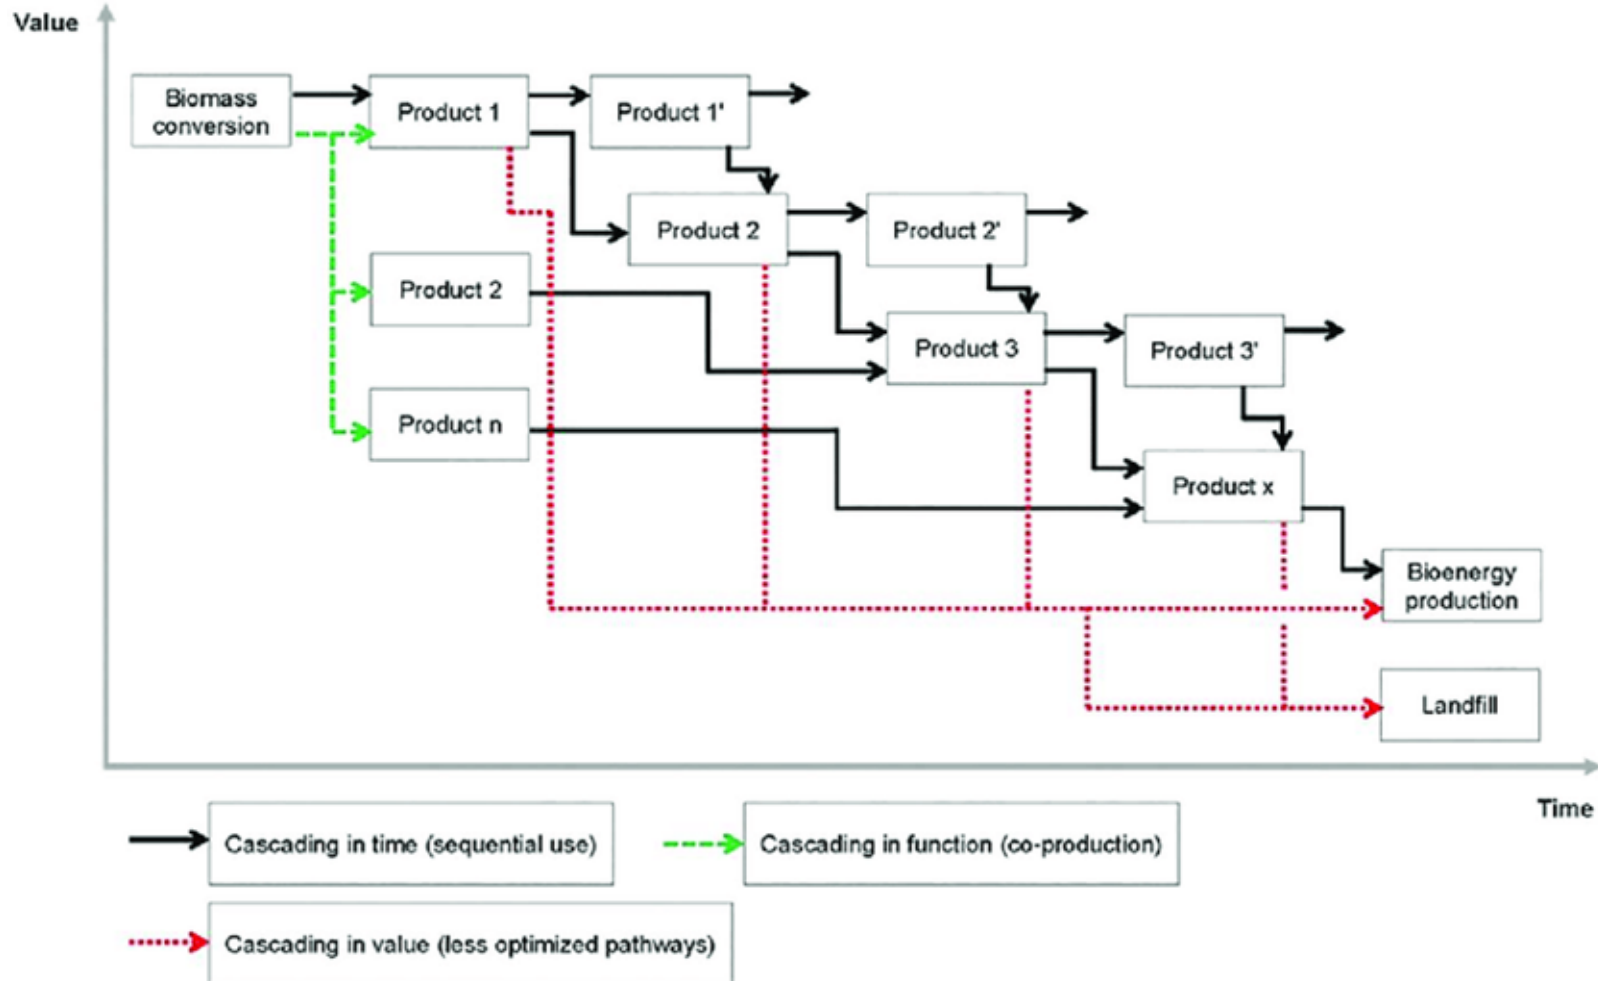 Value
Biomass
conversion
Product 1
Product 1'
Product 2
Product 2'
Product 2
Product 3
Product 3'
Product n
Product x
Bioenergy
production
Landfill
Time
Cascading in time (sequential use)
Cascading in function (co-production)
Cascading in value (less optimized pathways)